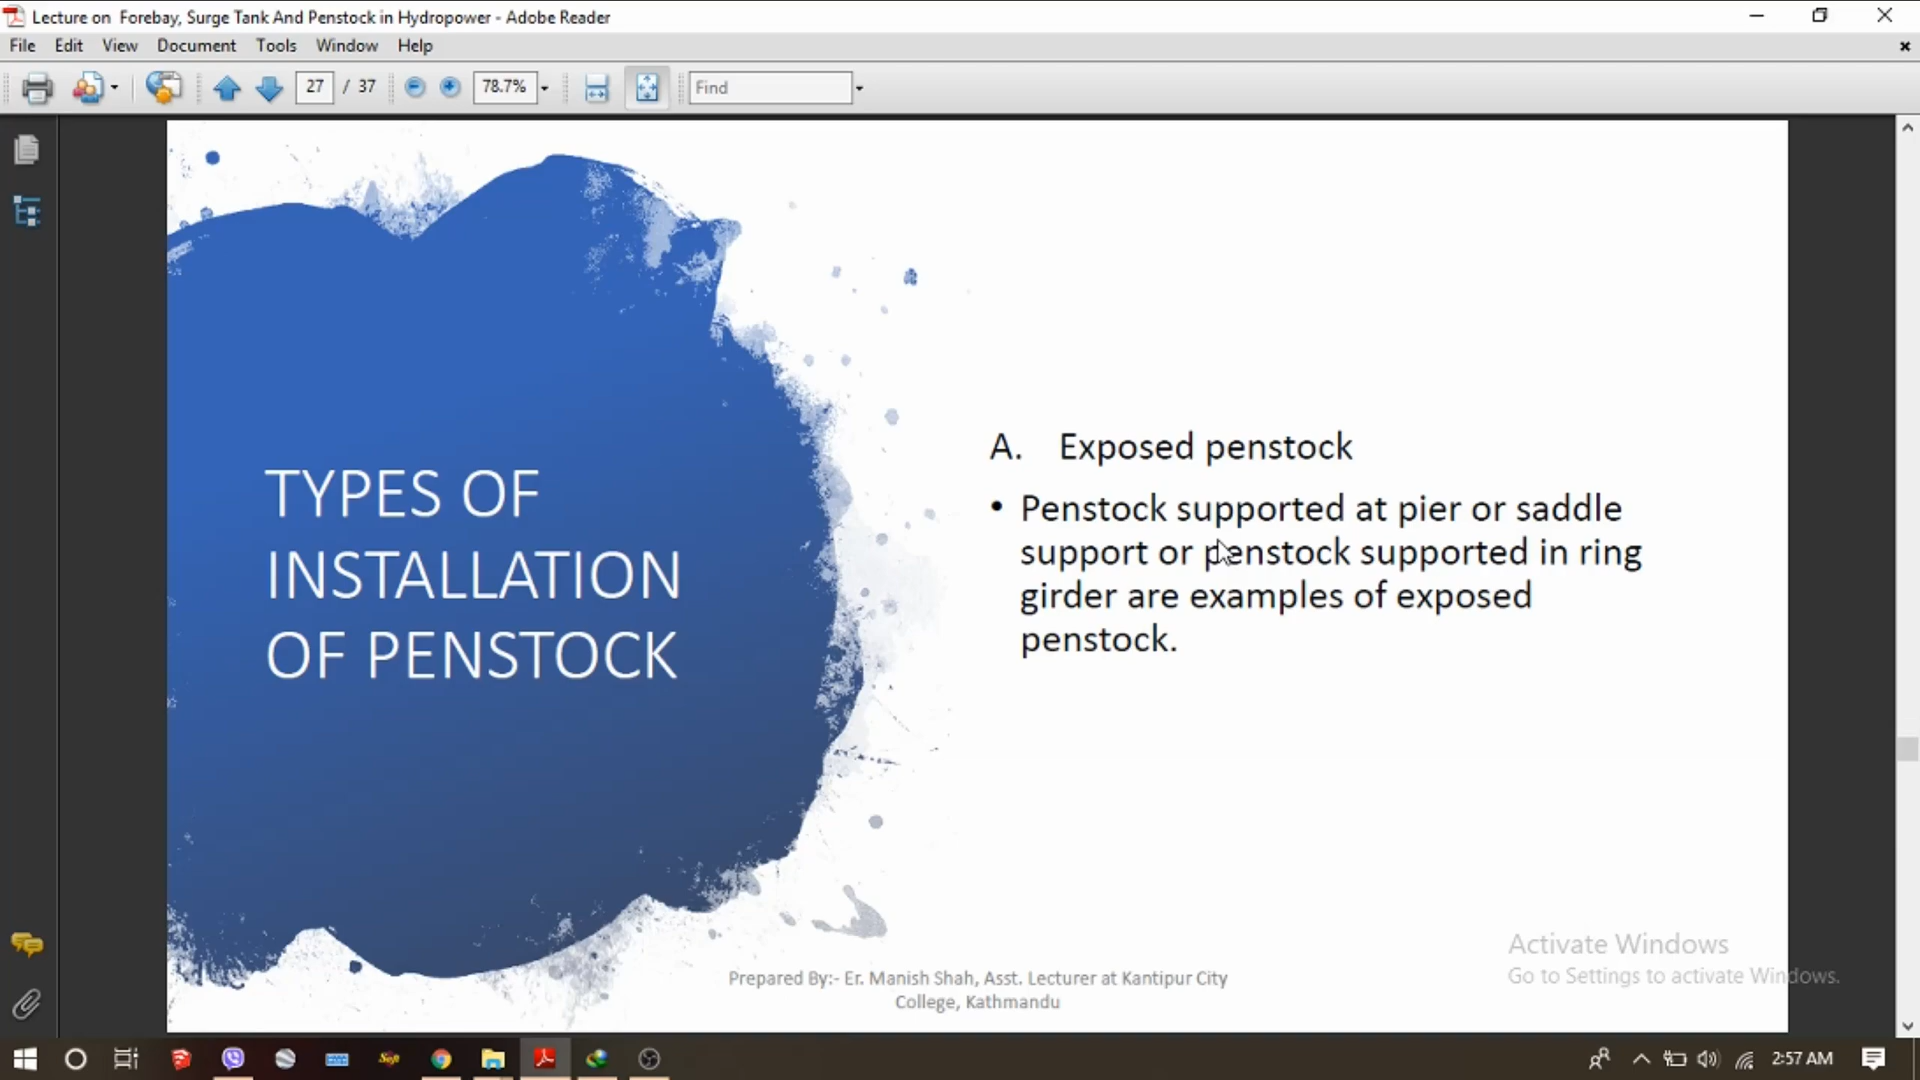 Lecture on  Forebay, Surge Tank And Penstock in Hydropower - Adobe Reader
File Edit View Document Tools Window Help
27 / 37 78.7% Find
TYPES OF
INSTALLATION
OF PENSTOCK
A. Exposed penstock
• Penstock supported at pier or saddle
support or penstock supported in ring
girder are examples of exposed
penstock.
Prepared By:- Er. Manish Shah, Asst. Lecturer at Kantipur City
College, Kathmandu
Activate Windows
Go to Settings to activate Windows.
2:57 AM